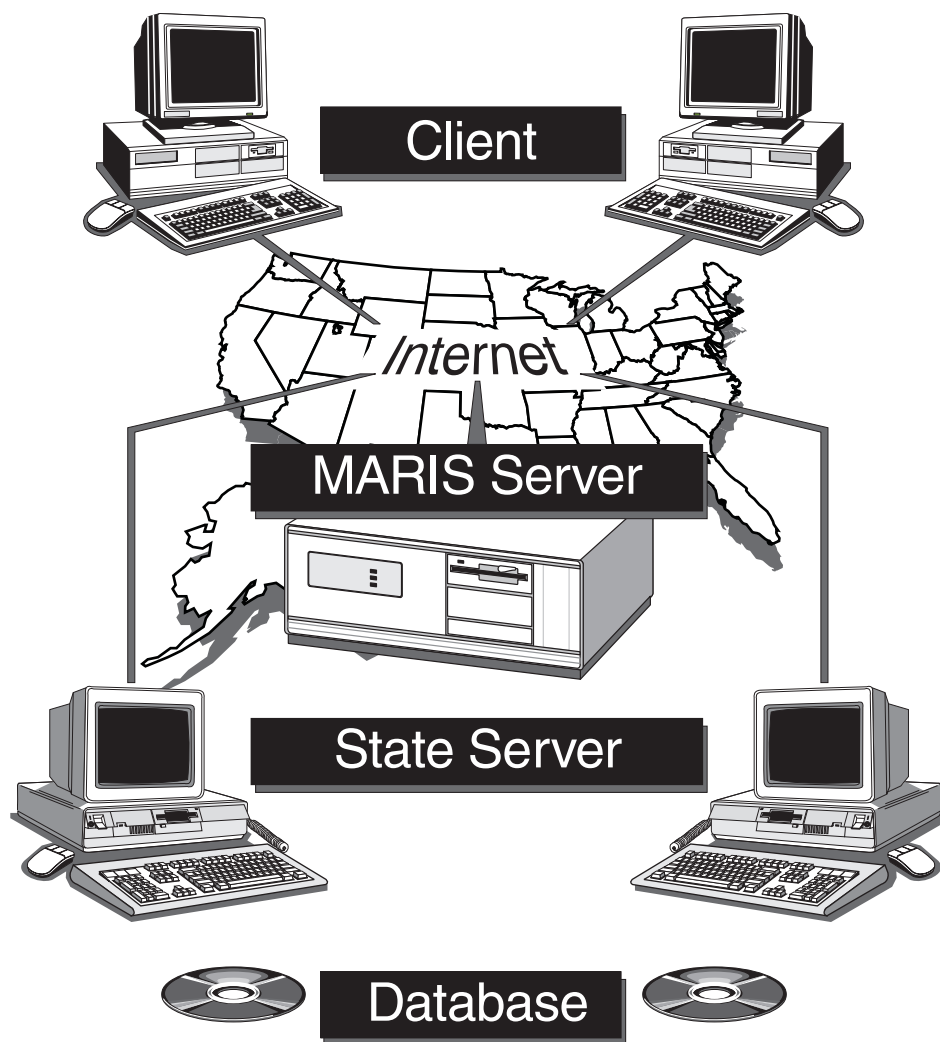 Client
Internet
MARIS Server
State Server
Database